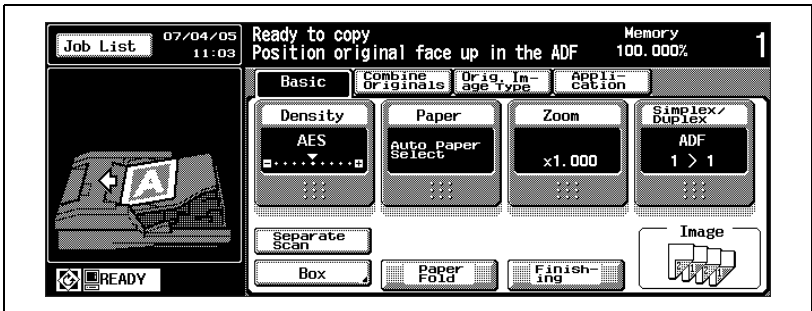 Job List
07/04/05
11:03
Ready to copy
Position original face up in the ADF
Memory
100.000%
1
Basic
Combine
Originals
Orig. Im-
age Type
Appli-
cation
Density
AES
Paper
Auto Paper
Select
Zoom
x1.000
Simplex/
Duplex
ADF
1 > 1
A
Separate
Scan
Box
Paper
Fold
Finish-
ing
Image
READY